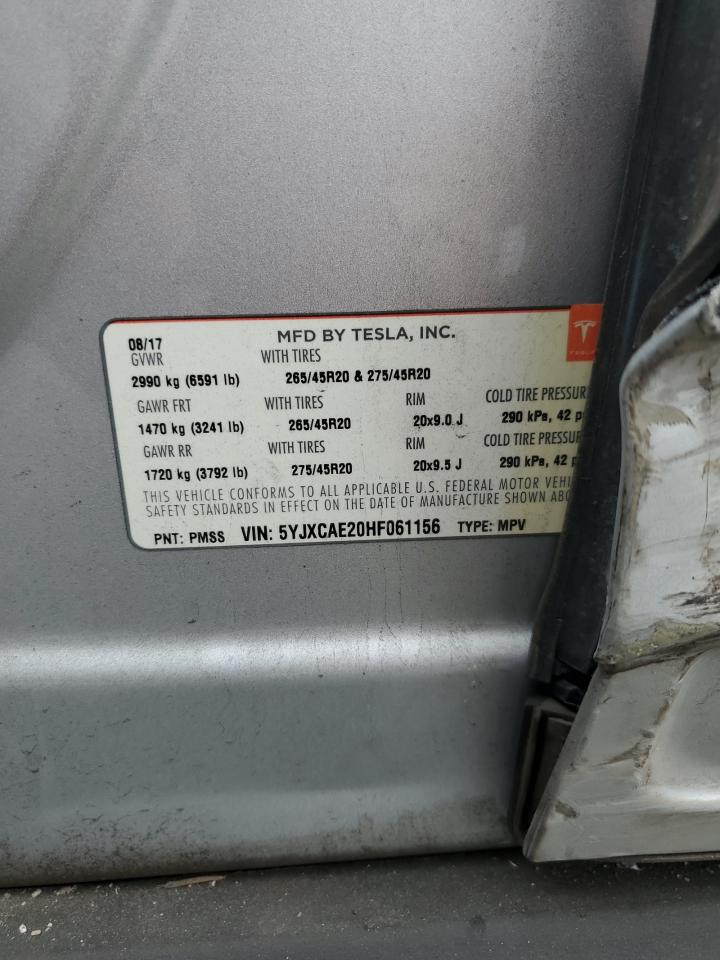 08/17 MFD BY TESLA, INC.
GVWR WITH TIRES
2990 kg (6591 lb) 265/45R20 & 275/45R20
GAWR FRT WITH TIRES RIM COLD TIRE PRESSURE
1470 kg (3241 lb) 265/45R20 20x9.0 J 290 kPa, 42 p
GAWR RR WITH TIRES RIM COLD TIRE PRESSURE
1720 kg (3792 lb) 275/45R20 20x9.5 J 290 kPa, 42 p
THIS VEHICLE CONFORMS TO ALL APPLICABLE U.S. FEDERAL MOTOR VEHI
SAFETY STANDARDS IN EFFECT ON THE DATE OF MANUFACTURE SHOWN ABO
PNT: PMSS VIN: 5YJXCAE20HF061156 TYPE: MPV
TESLA